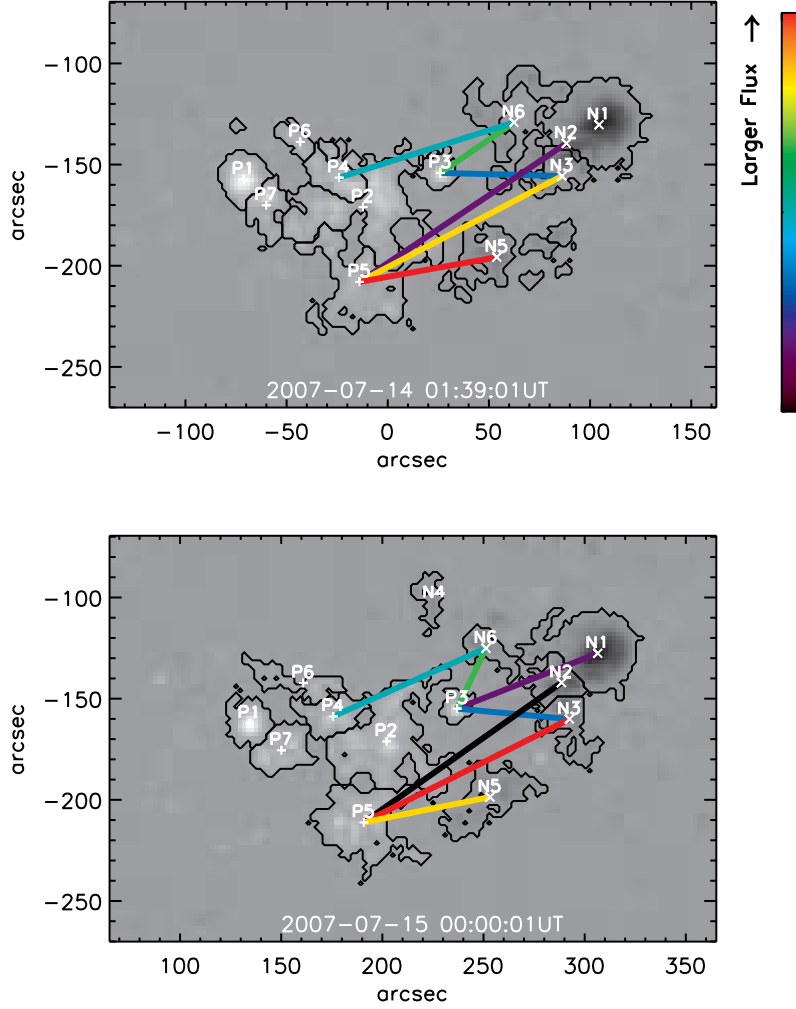 −100
−150
−200
−250
arcsec
N6
N1
N2
P6
P4
P3
N3
P1
P7
P2
P5
N5
2007−07−14 01:39:01UT
−100
−50
0
50
100
150
arcsec
Larger Flux →
−100
−150
−200
−250
arcsec
N4
N6
N1
P6
N2
P3
P4
N3
P1
P2
P7
N5
P5
2007−07−15 00:00:01UT
100
150
200
250
300
350
arcsec